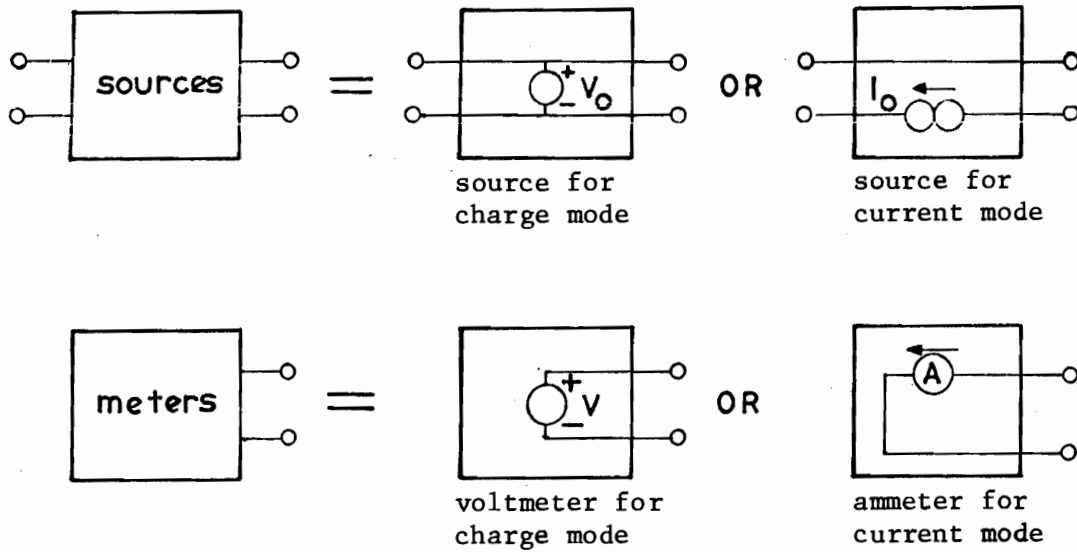 sources = + - V₀ OR I₀
source for
charge mode
source for
current mode
meters = + - V OR A
voltmeter for
charge mode
ammeter for
current mode